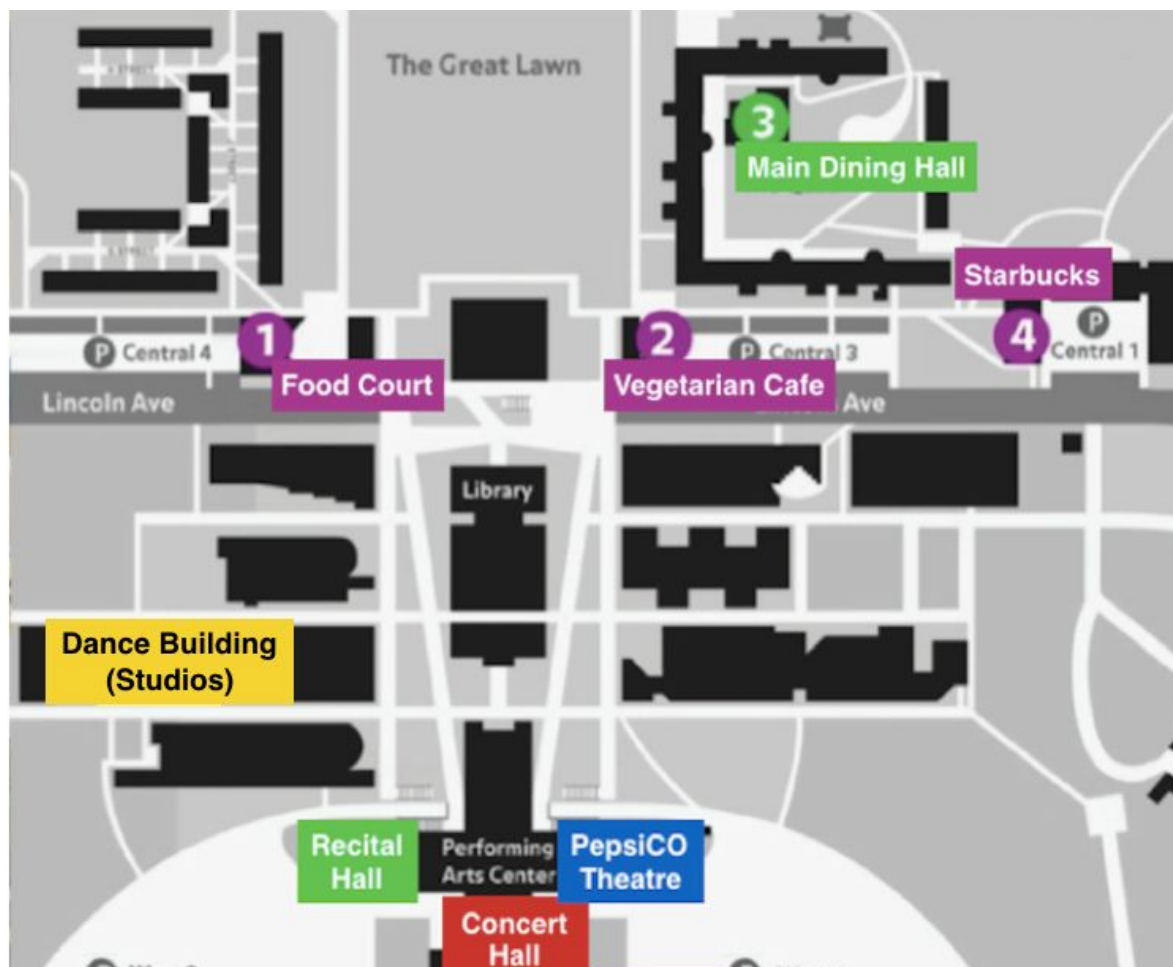 The Great Lawn
3
Main Dining Hall
Starbucks
1
P Central 4
2
P Central 3
4
P
Central 1
Food Court
Vegetarian Cafe
Lincoln Ave
Ave
Library
Dance Building
(Studios)
Recital
Hall
Performing
Arts Center
PepsiCO
Theatre
Concert
Hall